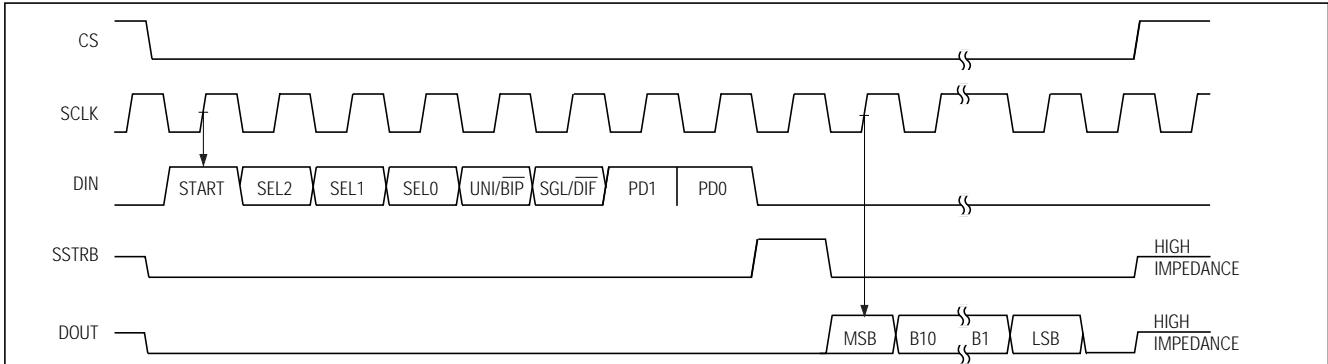 CS
SCLK
DIN
START SEL2 SEL1 SEL0 UNI/BIP SGL/DIF PD1 PD0
SSTRB
HIGH
IMPEDANCE
DOUT
MSB B10 B1 LSB
HIGH
IMPEDANCE